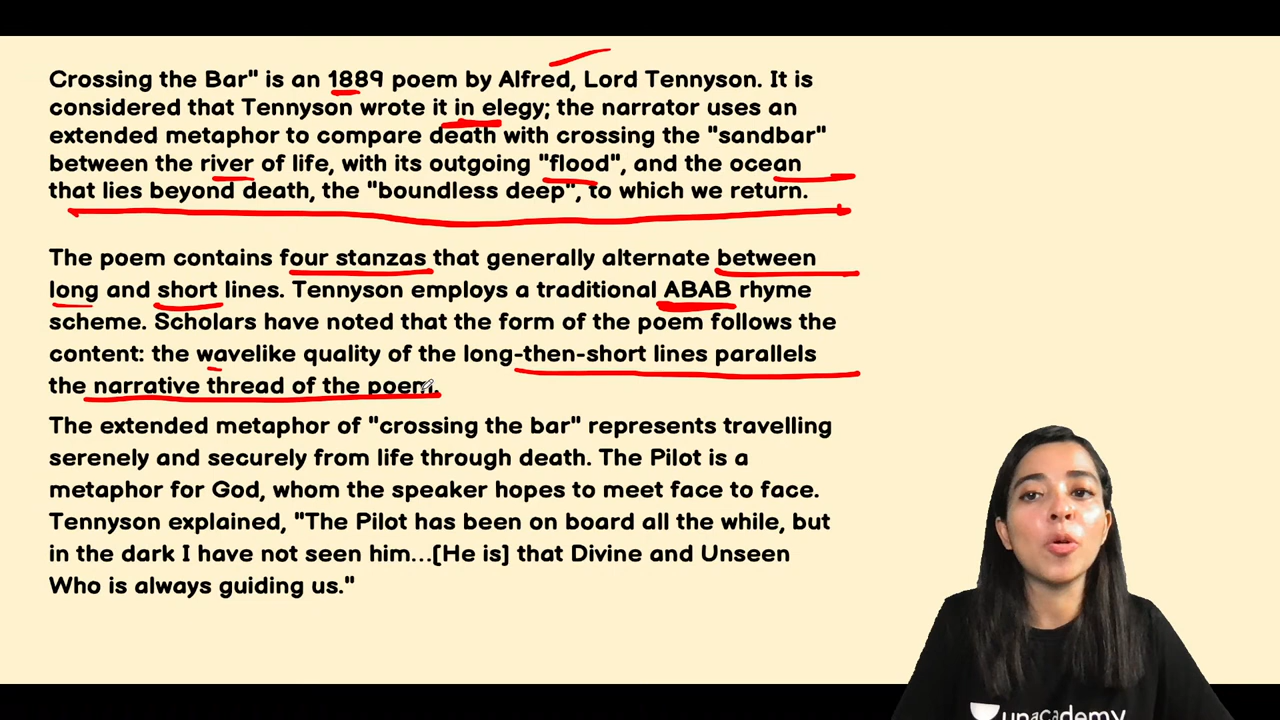 Crossing the Bar" is an 1889 poem by Alfred, Lord Tennyson. It is
considered that Tennyson wrote it in elegy; the narrator uses an
extended metaphor to compare death with crossing the "sandbar"
between the river of life, with its outgoing "flood", and the ocean
that lies beyond death, the "boundless deep", to which we return.
The poem contains four stanzas that generally alternate between
long and short lines. Tennyson employs a traditional ABAB rhyme
scheme. Scholars have noted that the form of the poem follows the
content: the wavelike quality of the long-then-short lines parallels
the narrative thread of the poem.
The extended metaphor of "crossing the bar" represents travelling
serenely and securely from life through death. The Pilot is a
metaphor for God, whom the speaker hopes to meet face to face.
Tennyson explained, "The Pilot has been on board all the while, but
in the dark I have not seen him...[He is] that Divine and Unseen
Who is always guiding us."
unacademy